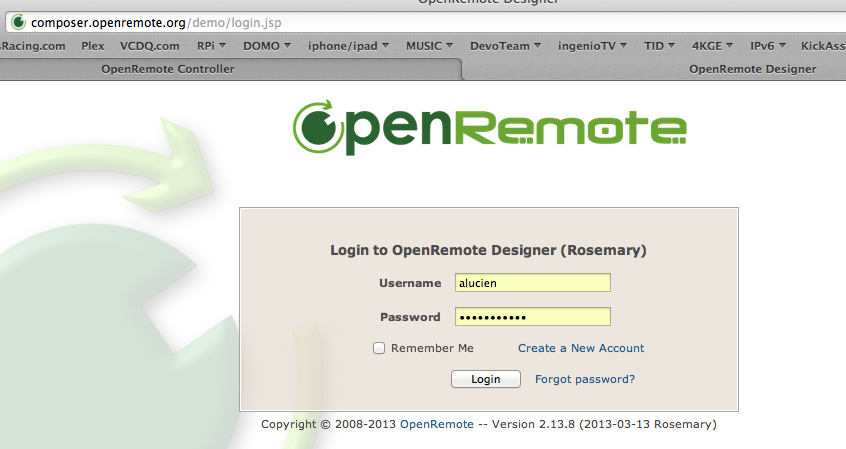 OpenRemote Designer
composer.openremote.org/demo/login.jsp
sRacing.com Plex VCDQ.com RPi DOMO iphone/ipad MUSIC DevoTeam ingenioTV TID 4KGE IPv6 KickAss
OpenRemote Controller OpenRemote Designer
OpenRemote
Login to OpenRemote Designer (Rosemary)
Username alucien
Password •••••••••••
Remember Me Create a New Account
Login Forgot password?
Copyright © 2008-2013 OpenRemote -- Version 2.13.8 (2013-03-13 Rosemary)